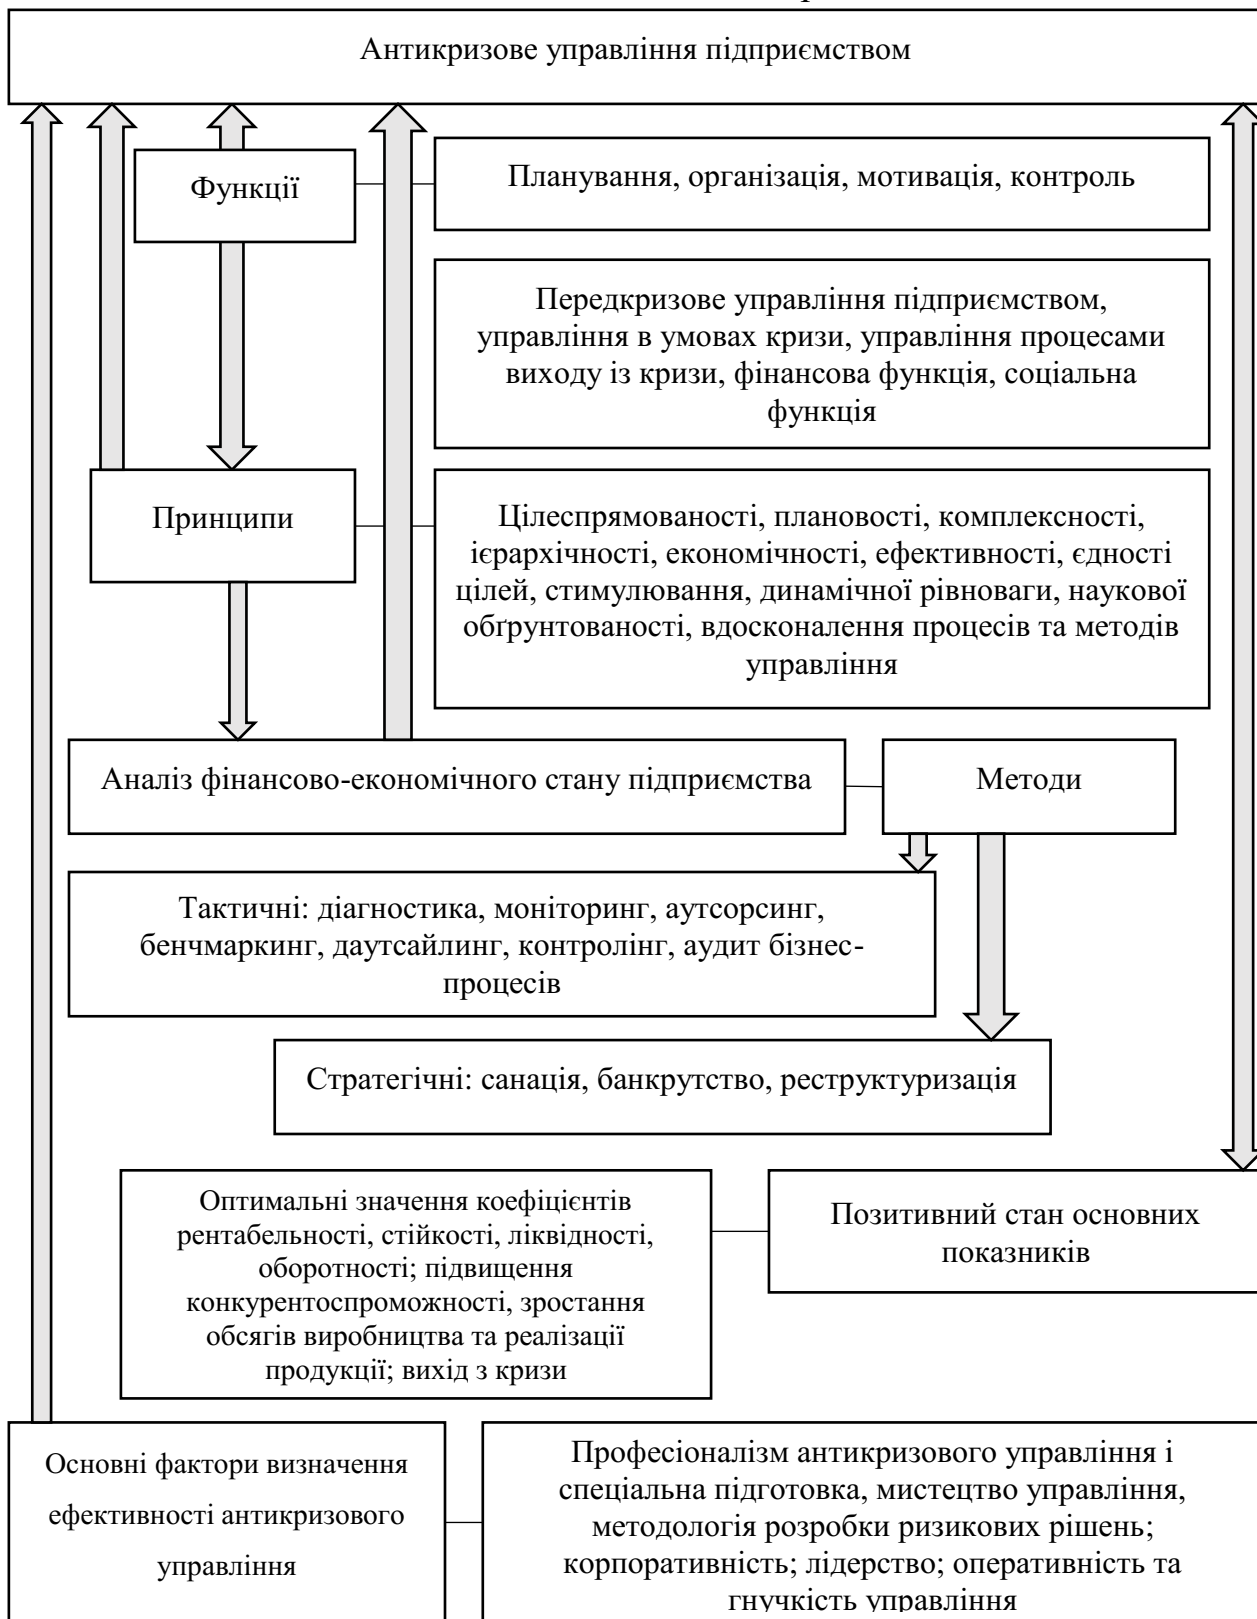 Антикризове управління підприємством
Функції
Планування, організація, мотивація, контроль
Передкризове управління підприємством,
управління в умовах кризи, управління процесами
виходу із кризи, фінансова функція, соціальна
функція
Принципи
Цілеспрямованості, плановості, комплексності,
ієрархічності, економічності, ефективності, єдності
цілей, стимулювання, динамічної рівноваги, наукової
обґрунтованості, вдосконалення процесів та методів
управління
Аналіз фінансово-економічного стану підприємства
Методи
Тактичні: діагностика, моніторинг, аутсорсинг,
бенчмаркинг, даутсайлинг, контролінг, аудит бізнес-
процесів
Стратегічні: санація, банкрутство, реструктуризація
Оптимальні значення коефіцієнтів
рентабельності, стійкості, ліквідності,
оборотності; підвищення
конкурентоспроможності, зростання
обсягів виробництва та реалізації
продукції; вихід з кризи
Позитивний стан основних
показників
Основні фактори визначення
ефективності антикризового
управління
Професіоналізм антикризового управління і
спеціальна підготовка, мистецтво управління,
методологія розробки ризикових рішень;
корпоративність; лідерство; оперативність та
гнучкість управління